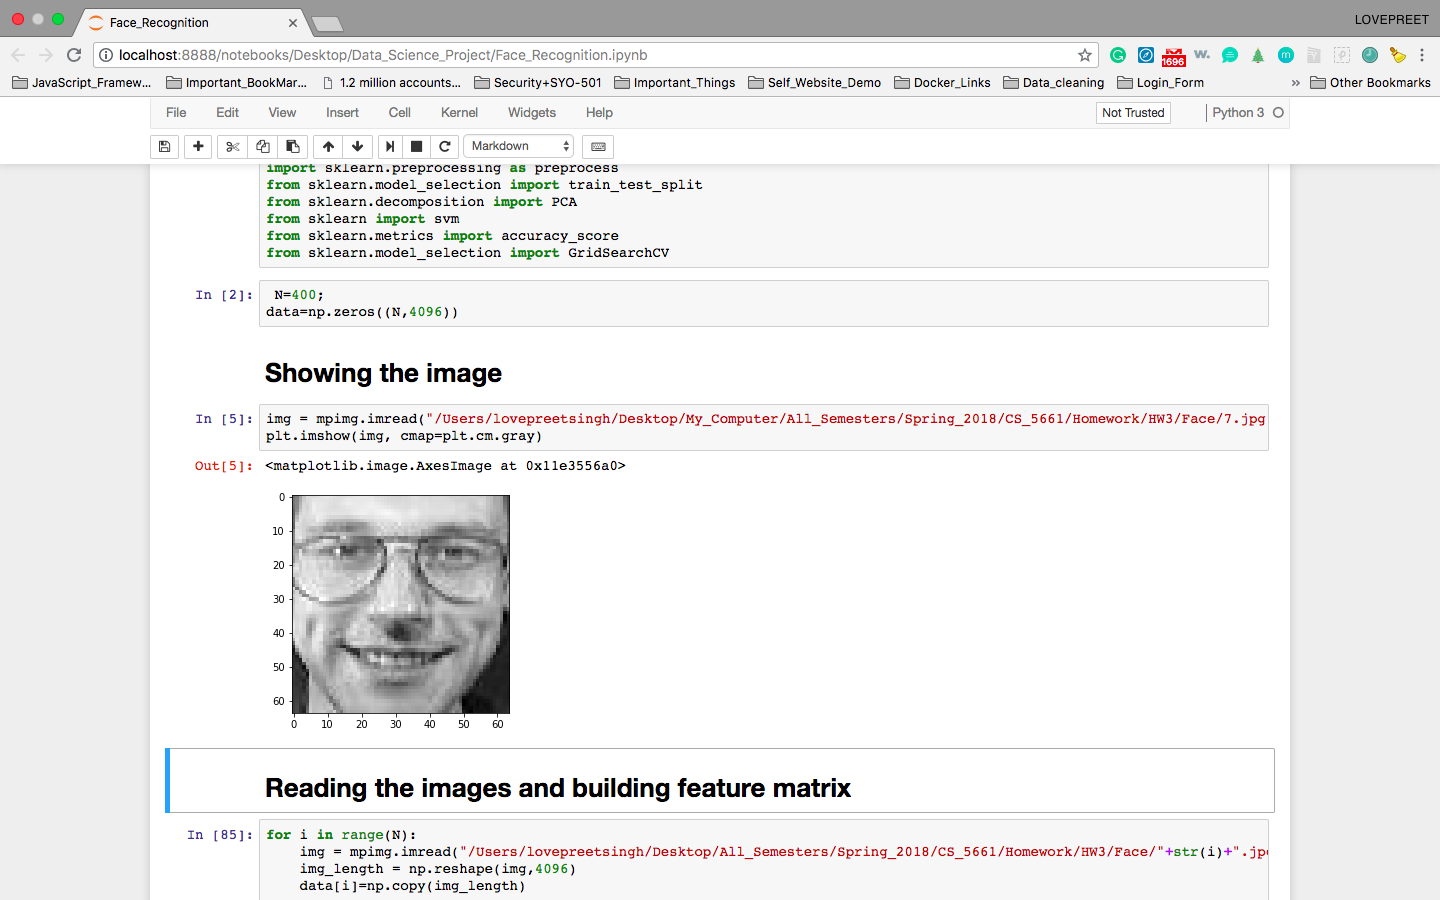 Face_Recognition
LOVEPREET
localhost:8888/notebooks/Desktop/Data_Science_Project/Face_Recognition.ipynb
1696
w.
m
JavaScript_Framew...
Important_BookMar...
1.2 million accounts...
Security+SYO-501
Important_Things
Self_Website_Demo
Docker_Links
Data_cleaning
Login_Form
»
Other Bookmarks
File Edit View Insert Cell Kernel Widgets Help
Not Trusted
Python 3
Markdown
import sklearn.preprocessing as preprocess
from sklearn.model_selection import train_test_split
from sklearn.decomposition import PCA
from sklearn import svm
from sklearn.metrics import accuracy_score
from sklearn.model_selection import GridSearchCV
In [2]: N=400;
data=np.zeros((N,4096))
Showing the image
In [5]: img = mpimg.imread("/Users/lovepreetsingh/Desktop/My_Computer/All_Semesters/Spring_2018/CS_5661/Homework/HW3/Face/7.jpg
plt.imshow(img, cmap=plt.cm.gray)
Out[5]: <matplotlib.image.AxesImage at 0x11e3556a0>
0
10
20
30
40
50
60
0 10 20 30 40 50 60
Reading the images and building feature matrix
In [85]: for i in range(N):
img = mpimg.imread("/Users/lovepreetsingh/Desktop/All_Semesters/Spring_2018/CS_5661/Homework/HW3/Face/"+str(i)+".jp
img_length = np.reshape(img,4096)
data[i]=np.copy(img_length)